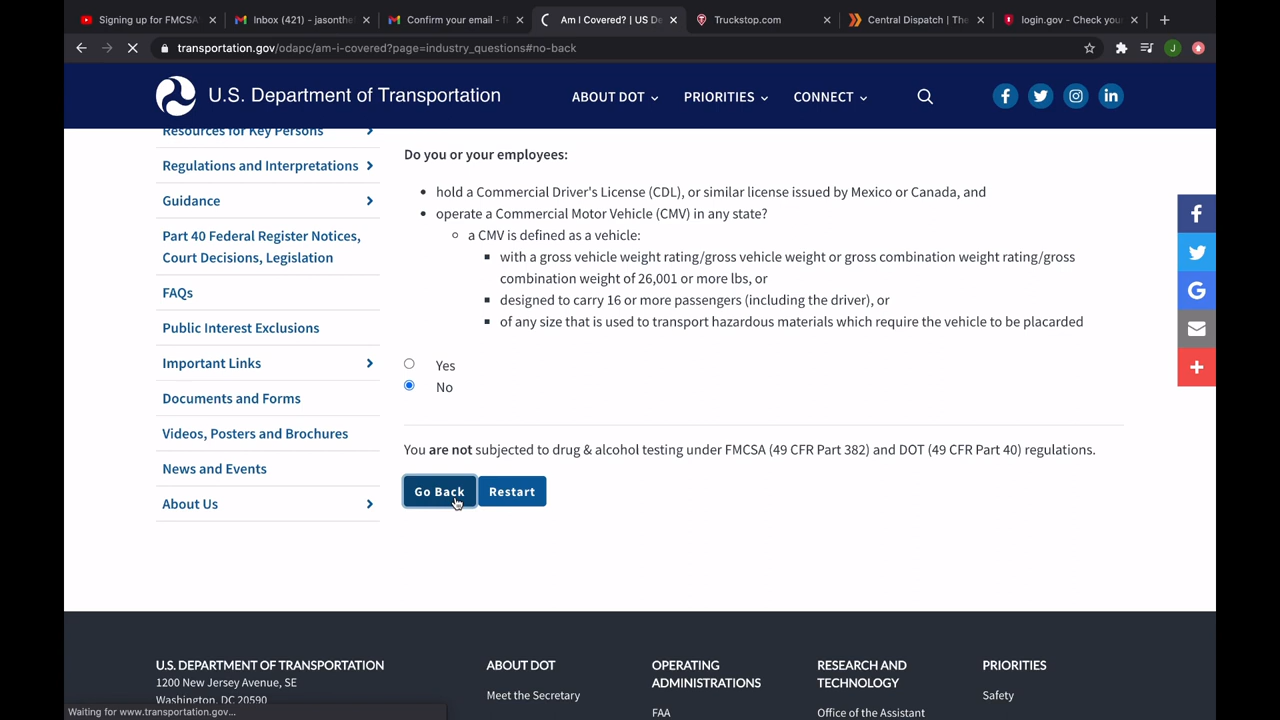 Signing up for FMCSA
Inbox (421) - jasonthe
Confirm your email - f
Am I Covered? | US De
Truckstop.com
Central Dispatch | The
login.gov - Check your
transportation.gov/odapc/am-i-covered?page=industry_questions#no-back
J
U.S. Department of Transportation
ABOUT DOT
PRIORITIES
CONNECT
Resources for Key Persons
Regulations and Interpretations
Guidance
Part 40 Federal Register Notices,
Court Decisions, Legislation
FAQs
Public Interest Exclusions
Important Links
Documents and Forms
Videos, Posters and Brochures
News and Events
About Us
Do you or your employees:
hold a Commercial Driver's License (CDL), or similar license issued by Mexico or Canada, and
operate a Commercial Motor Vehicle (CMV) in any state?
a CMV is defined as a vehicle:
with a gross vehicle weight rating/gross vehicle weight or gross combination weight rating/gross
combination weight of 26,001 or more lbs, or
designed to carry 16 or more passengers (including the driver), or
of any size that is used to transport hazardous materials which require the vehicle to be placarded
Yes
No
You are not subjected to drug & alcohol testing under FMCSA (49 CFR Part 382) and DOT (49 CFR Part 40) regulations.
Go Back
Restart
U.S. DEPARTMENT OF TRANSPORTATION
1200 New Jersey Avenue, SE
Washington, DC 20590
ABOUT DOT
Meet the Secretary
OPERATING
ADMINISTRATIONS
FAA
RESEARCH AND
TECHNOLOGY
Office of the Assistant
PRIORITIES
Safety
Waiting for www.transportation.gov...